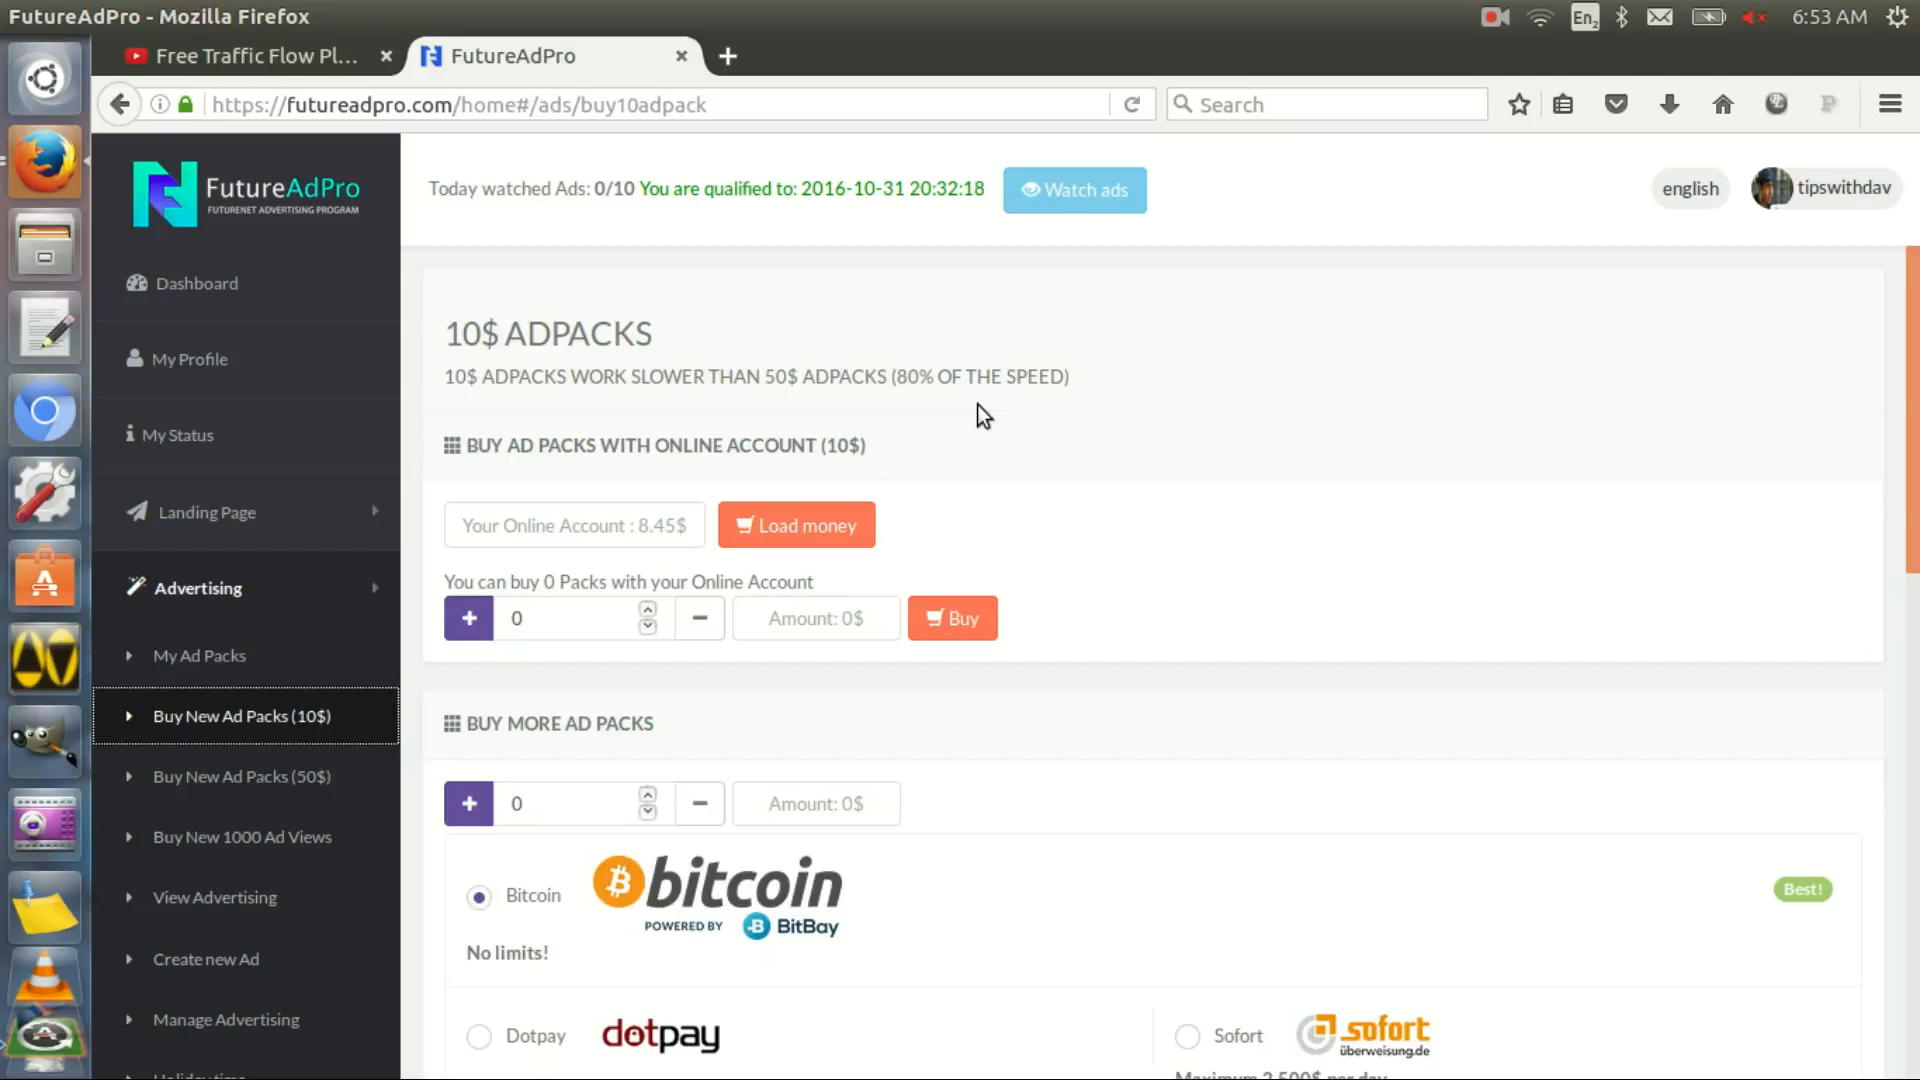 FutureAdPro - Mozilla Firefox
En2
6:53 AM
Free Traffic Flow Pl...
FutureAdPro
https://futureadpro.com/home#/ads/buy10adpack
Search
FutureAdPro
FUTURENET ADVERTISING PROGRAM
Today watched Ads: 0/10 You are qualified to: 2016-10-31 20:32:18
Watch ads
english
tipswithdav
Dashboard
My Profile
My Status
Landing Page
Advertising
My Ad Packs
Buy New Ad Packs (10$)
Buy New Ad Packs (50$)
Buy New 1000 Ad Views
View Advertising
Create new Ad
Manage Advertising
10$ ADPACKS
10$ ADPACKS WORK SLOWER THAN 50$ ADPACKS (80% OF THE SPEED)
BUY AD PACKS WITH ONLINE ACCOUNT (10$)
Your Online Account : 8.45$
Load money
You can buy 0 Packs with your Online Account
+ 0 − Amount: 0$ Buy
BUY MORE AD PACKS
+ 0 − Amount: 0$
Bitcoin
bitcoin
POWERED BY BitBay
Best!
No limits!
Dotpay
dotpay
Sofort
sofort
überweisung.de
Maximum 2,500$ per day